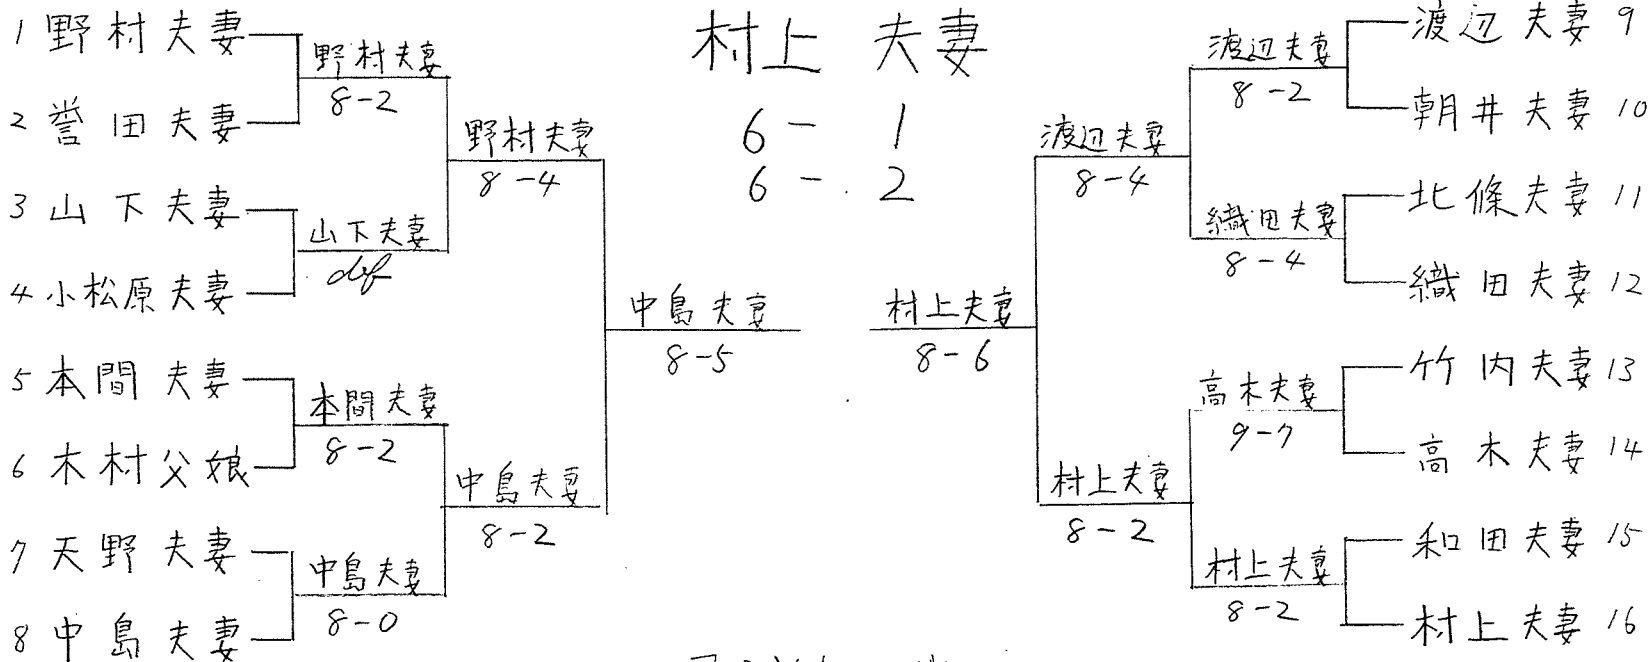 1 野村夫妻
2 誉田夫妻
3 山下夫妻
4 小松原夫妻
5 本間夫妻
6 木村父娘
7 天野夫妻
8 中島夫妻
野村夫妻
8-2
山下夫妻
def
本間夫妻
8-2
中島夫妻
8-0
野村夫妻
8-4
中島夫妻
8-2
中島夫妻
8-5
村上 夫妻
6-1
6-2
村上夫妻
8-6
渡辺夫妻
8-4
村上夫妻
8-2
渡辺夫妻
8-2
織田夫妻
8-4
高木夫妻
9-7
村上夫妻
8-2
渡辺夫妻 9
朝井夫妻 10
北條夫妻 11
織田夫妻 12
竹内夫妻 13
高木夫妻 14
和田夫妻 15
村上夫妻 16